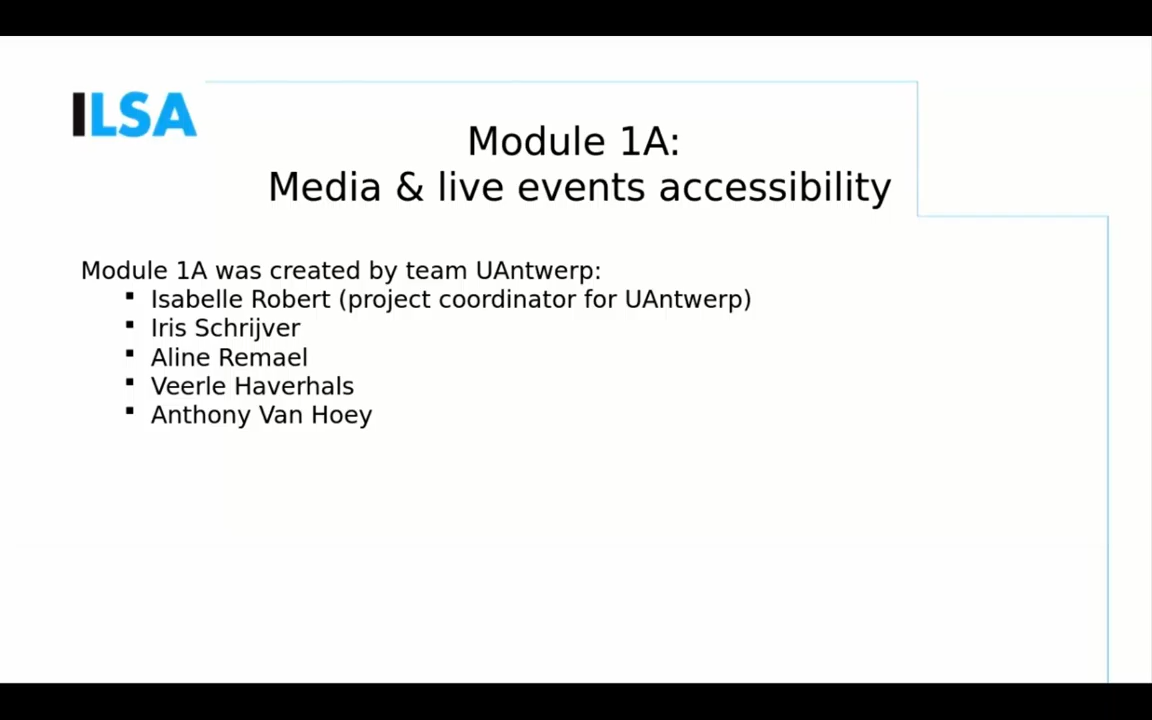 ILSA
Module 1A:
Media & live events accessibility
Module 1A was created by team UAntwerp:
▪ Isabelle Robert (project coordinator for UAntwerp)
▪ Iris Schrijver
▪ Aline Remael
▪ Veerle Haverhals
▪ Anthony Van Hoey